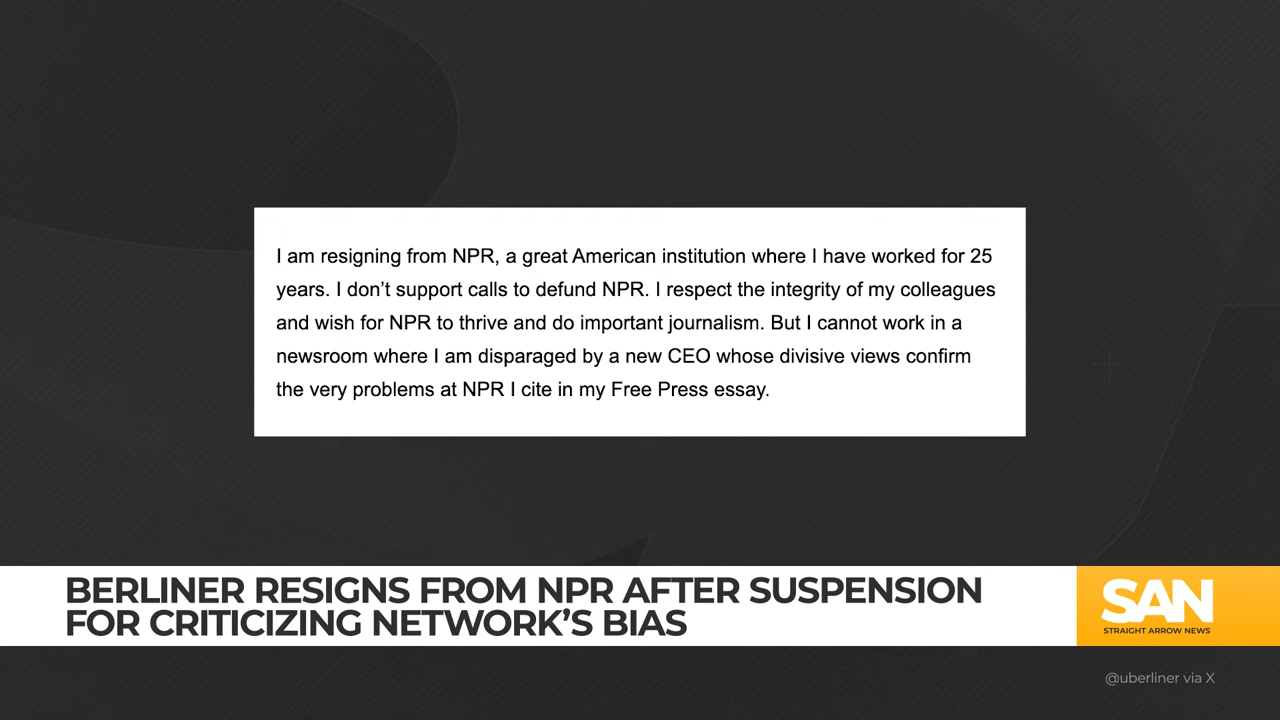 I am resigning from NPR, a great American institution where I have worked for 25
years. I don’t support calls to defund NPR. I respect the integrity of my colleagues
and wish for NPR to thrive and do important journalism. But I cannot work in a
newsroom where I am disparaged by a new CEO whose divisive views confirm
the very problems at NPR I cite in my Free Press essay.
BERLINER RESIGNS FROM NPR AFTER SUSPENSION
FOR CRITICIZING NETWORK’S BIAS
SAN
STRAIGHT ARROW NEWS
@uberliner via X